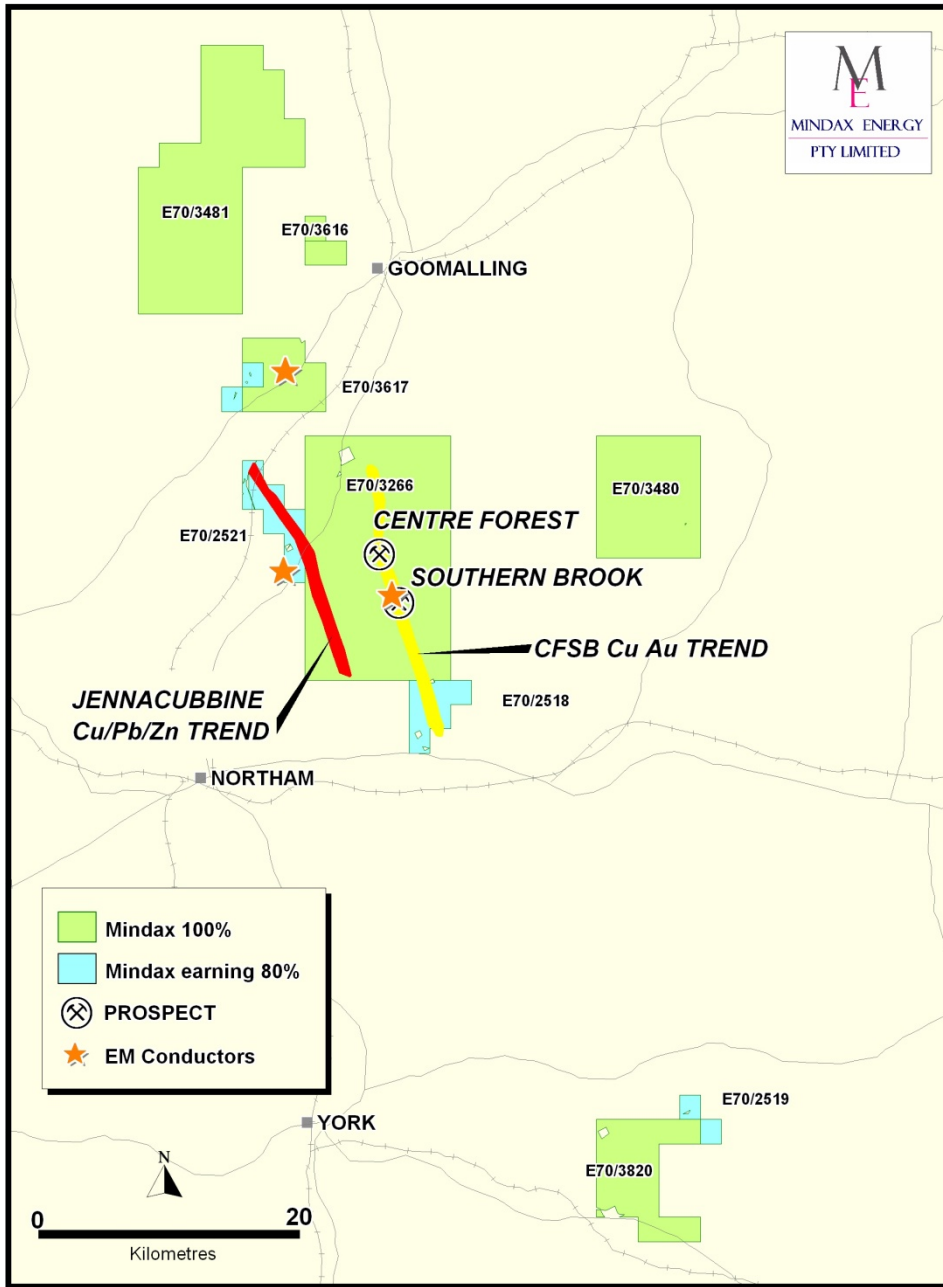 ME
MINDAX ENERGY
PTY LIMITED
E70/3481
E70/3616
GOOMALLING
E70/3617
E70/3266
E70/3480
CENTRE FOREST
E70/2521
SOUTHERN BROOK
CFSB Cu Au TREND
JENNACUBBINE
Cu/Pb/Zn TREND
E70/2518
NORTHAM
Mindax 100%
Mindax earning 80%
PROSPECT
EM Conductors
E70/2519
YORK
E70/3820
N
0 20
Kilometres